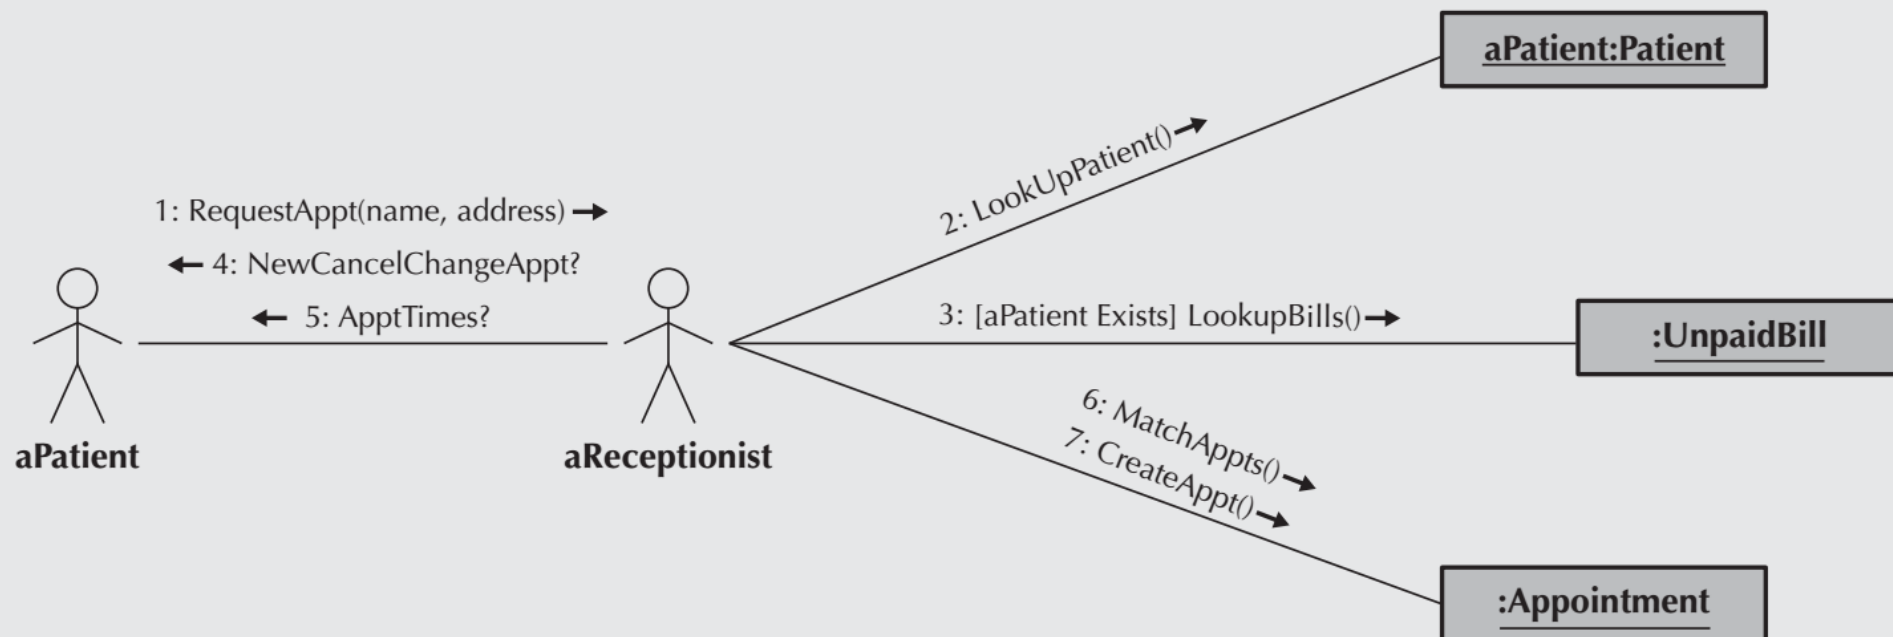 aPatient:Patient
2: LookUpPatient()
1: RequestAppt(name, address)
4: NewCancelChangeAppt?
5: ApptTimes?
3: [aPatient Exists] LookupBills()
:UnpaidBill
6: MatchAppts()
7: CreateAppt()
aPatient
aReceptionist
:Appointment